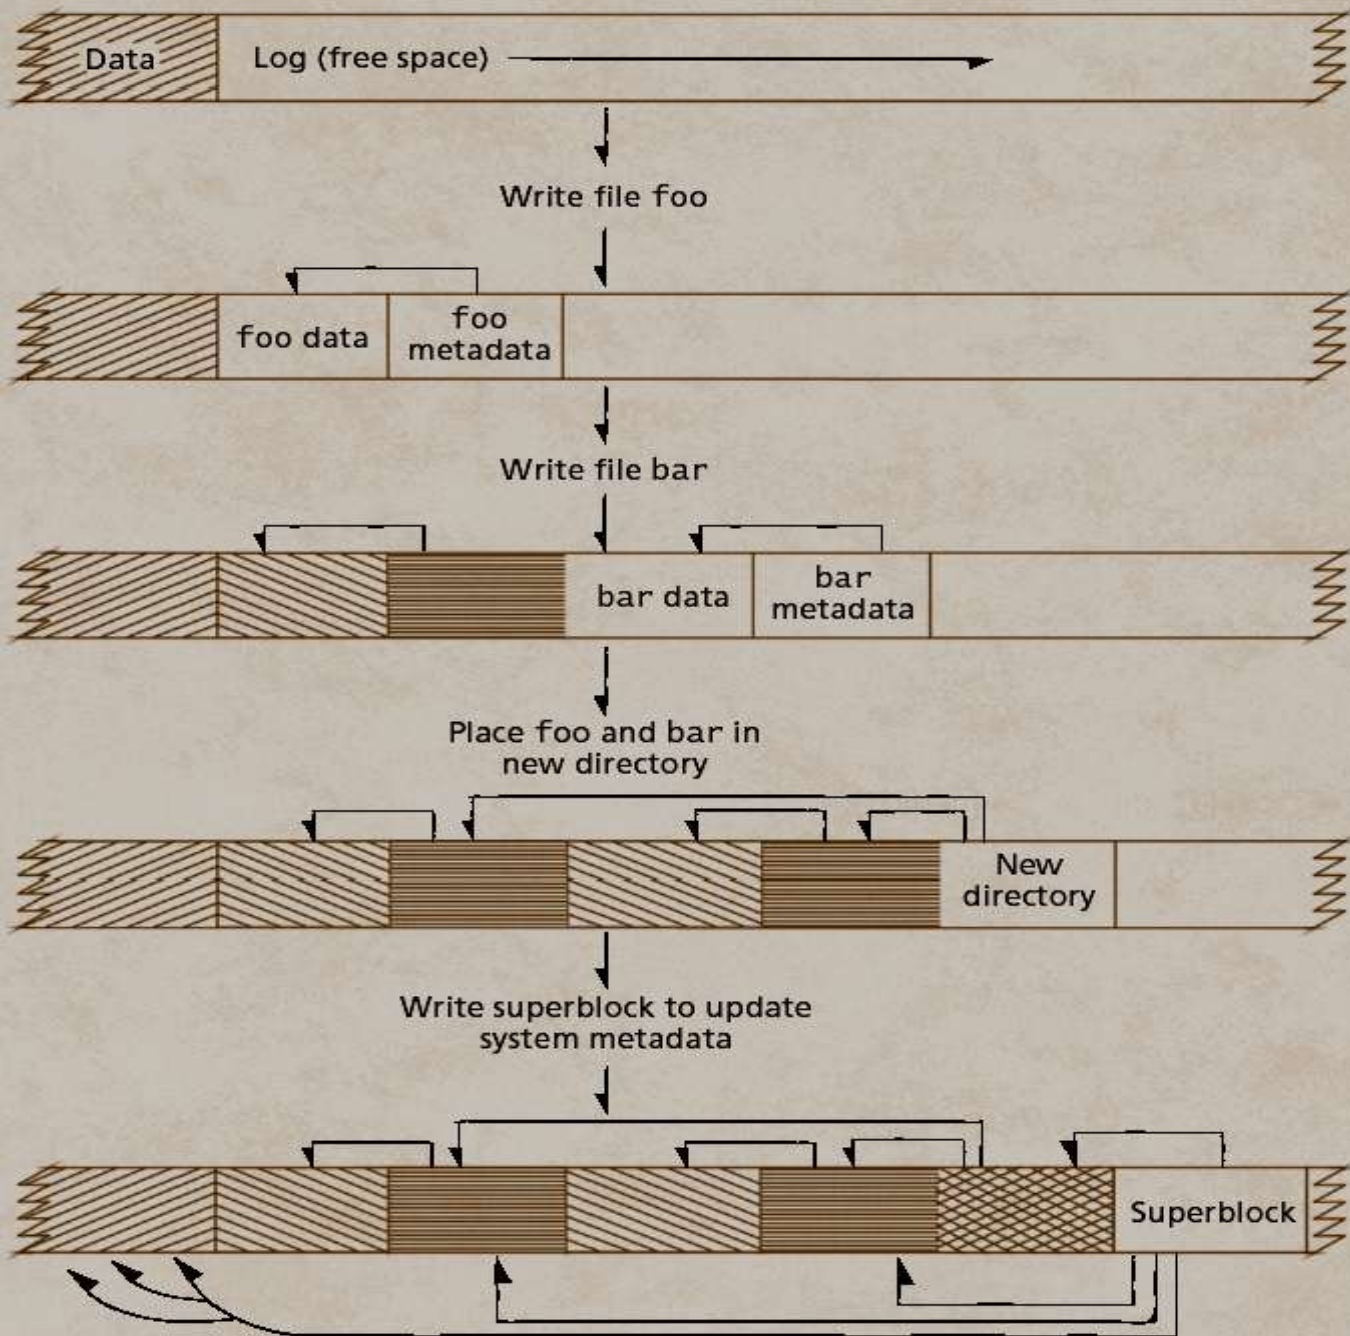 Data
Log (free space)
Write file foo
foo data
foo
metadata
Write file bar
bar data
bar
metadata
Place foo and bar in
new directory
New
directory
Write superblock to update
system metadata
Superblock